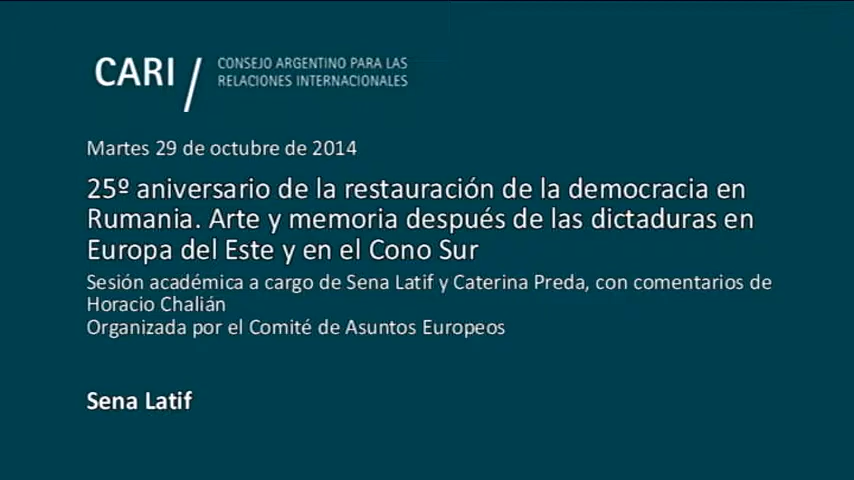 CARI /
CONSEJO ARGENTINO PARA LAS
RELACIONES INTERNACIONALES
Martes 29 de octubre de 2014
25º aniversario de la restauración de la democracia en
Rumania. Arte y memoria después de las dictaduras en
Europa del Este y en el Cono Sur
Sesión académica a cargo de Sena Latif y Caterina Preda, con comentarios de
Horacio Chalián
Organizada por el Comité de Asuntos Europeos
Sena Latif